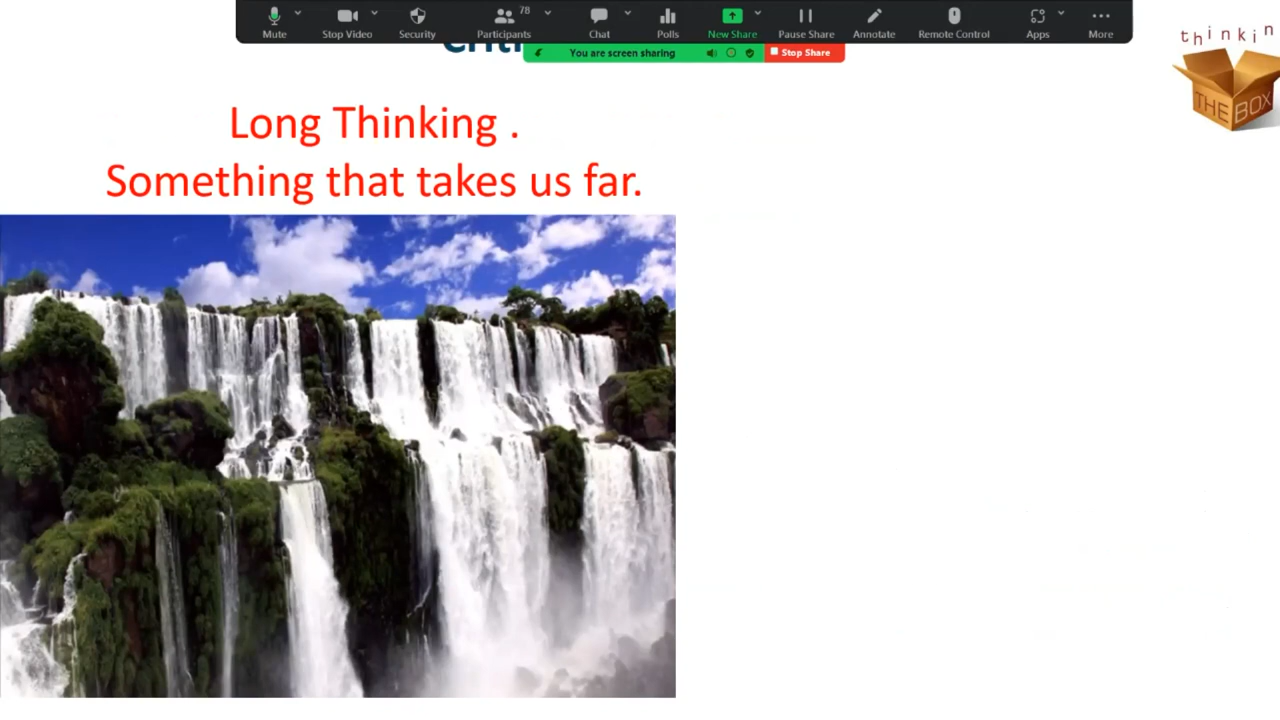 78
Mute
Stop Video
Security
Participants
Chat
Polls
New Share
Pause Share
Annotate
Remote Control
Apps
More
You are screen sharing
Stop Share
thinkin
THE BOX
Long Thinking .
Something that takes us far.